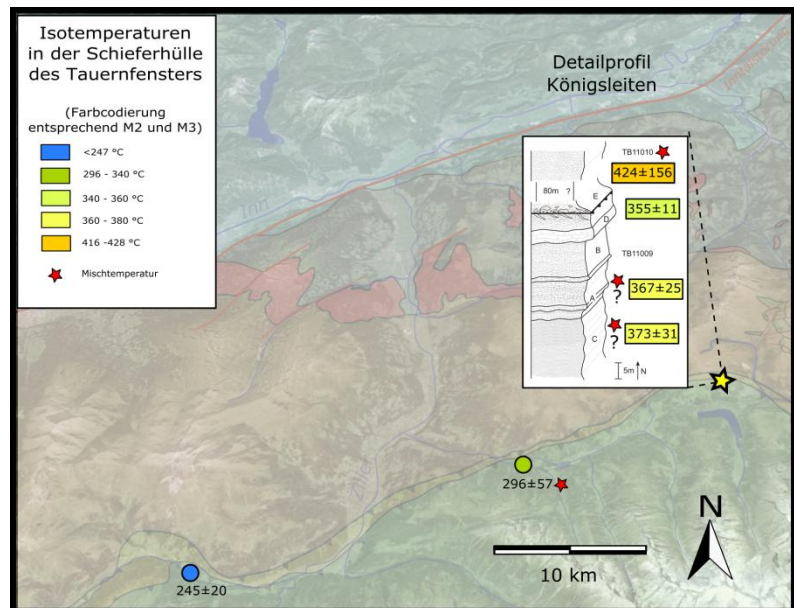 Isotemperaturen
in der Schieferhülle
des Tauernfensters
(Farbcodierung
entsprechend M2 und M3)
<247 °C
296 - 340 °C
340 - 360 °C
360 - 380 °C
416 -428 °C
Mischtemperatur
Detailprofil
Königsleiten
TB11010
424±156
80m ?
E
355±11
D
B
TB11009
367±25
?
A
373±31
?
C
5m N
Inn
Ziller
296±57
245±20
N
10 km